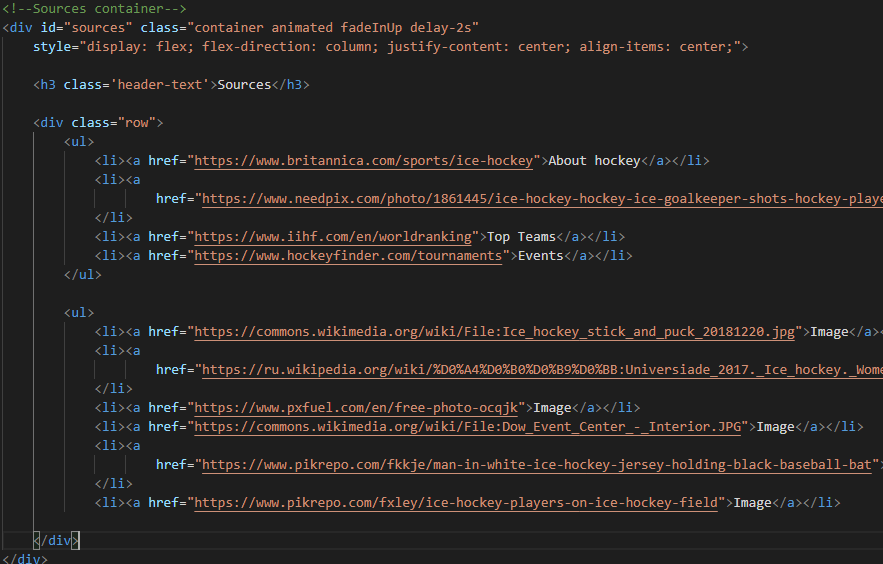 <!--Sources container-->
<div id="sources" class="container animated fadeInUp delay-2s"
    style="display: flex; flex-direction: column; justify-content: center; align-items: center;">
    <h3 class='header-text'>Sources</h3>
    <div class="row">
        <ul>
            <li><a href="https://www.britannica.com/sports/ice-hockey">About hockey</a></li>
            <li><a
                    href="https://www.needpix.com/photo/1861445/ice-hockey-hockey-ice-goalkeeper-shots-hockey-playe
            </li>
            <li><a href="https://www.iihf.com/en/worldranking">Top Teams</a></li>
            <li><a href="https://www.hockeyfinder.com/tournaments">Events</a></li>
        </ul>
        <ul>
            <li><a href="https://commons.wikimedia.org/wiki/File:Ice_hockey_stick_and_puck_20181220.jpg">Image</a><
            <li><a
                    href="https://ru.wikipedia.org/wiki/%D0%A4%D0%B0%D0%B9%D0%BB:Universiade_2017._Ice_hockey._Wome
            </li>
            <li><a href="https://www.pxfuel.com/en/free-photo-ocqjk">Image</a></li>
            <li><a href="https://commons.wikimedia.org/wiki/File:Dow_Event_Center_-_Interior.JPG">Image</a></li>
            <li><a
                    href="https://www.pikrepo.com/fkkje/man-in-white-ice-hockey-jersey-holding-black-baseball-bat">
            </li>
            <li><a href="https://www.pikrepo.com/fxley/ice-hockey-players-on-ice-hockey-field">Image</a></li>
    </div>
</div>